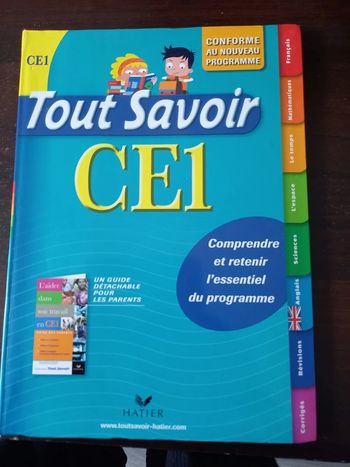 CE1
CONFORME
AU NOUVEAU
PROGRAMME
Tout Savoir
CE1
Comprendre
et retenir
l'essentiel
du programme
UN GUIDE
DÉTACHABLE
POUR
LES PARENTS
L'aider
dans
son travail
en CE1
HATIER
www.toutsavoir-hatier.com
Français
Mathématiques
Le temps
L'espace
Sciences
Anglais
Révisions
Corrigés